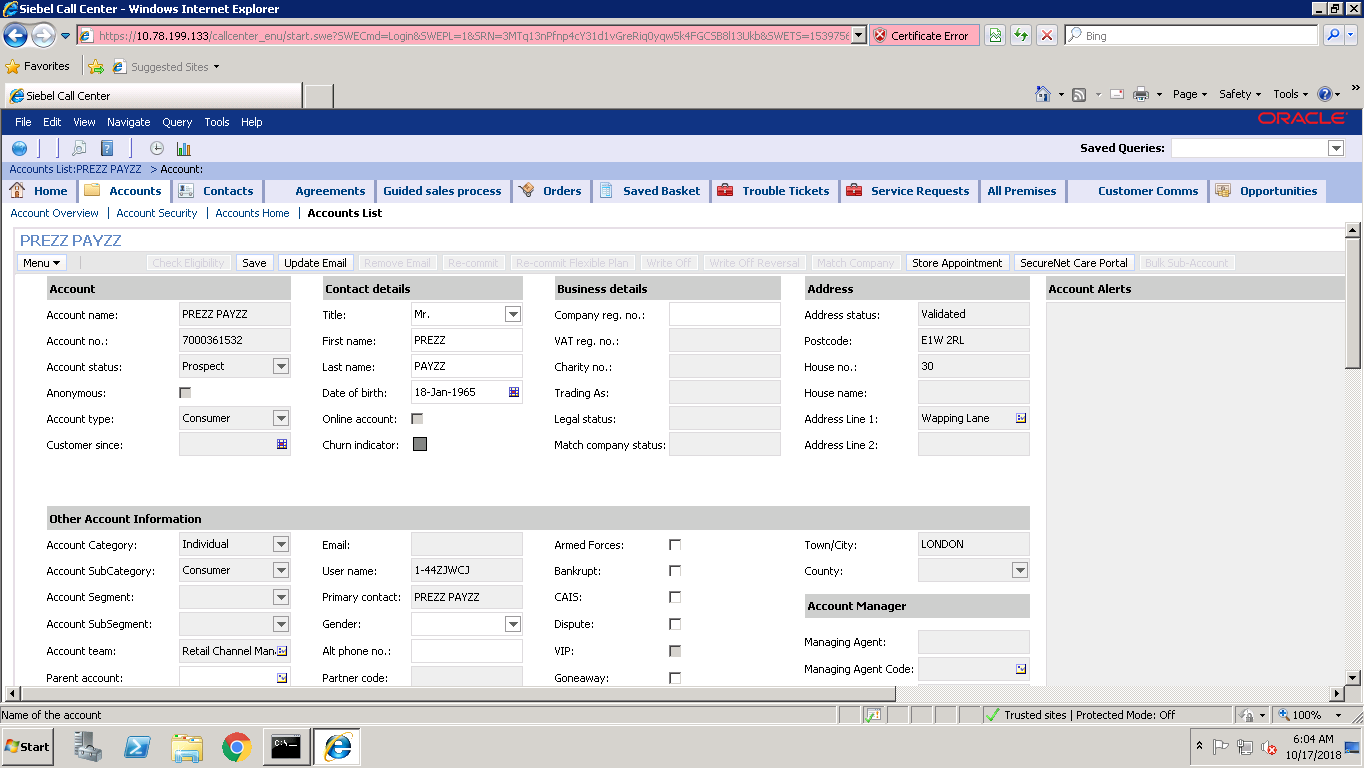 Siebel Call Center - Windows Internet Explorer
https://10.78.199.133/callcenter_enu/start.swe?SWECmd=Login&SWEPL=1&SRN=3MTq13nPfnp4cY31d1vGreRiq0yqw5k4FGCSB8l13Ukb&SWETS=1539756 Certificate Error Bing
Favorites Suggested Sites
Siebel Call Center Page Safety Tools
File Edit View Navigate Query Tools Help ORACLE
Saved Queries:
Accounts List:PREZZ PAYZZ > Account:
Home Accounts Contacts Agreements Guided sales process Orders Saved Basket Trouble Tickets Service Requests All Premises Customer Comms Opportunities
Account Overview | Account Security | Accounts Home | Accounts List
PREZZ PAYZZ
Menu Check Eligibility Save Update Email Remove Email Re-commit Re-commit Flexible Plan Write Off Write Off Reversal Match Company Store Appointment SecureNet Care Portal Bulk Sub-Account
Account Contact details Business details Address Account Alerts
Account name: PREZZ PAYZZ Title: Mr. Company reg. no.: Address status: Validated
Account no.: 7000361532 First name: PREZZ VAT reg. no.: Postcode: E1W 2RL
Account status: Prospect Last name: PAYZZ Charity no.: House no.: 30
Anonymous: Date of birth: 18-Jan-1965 Trading As: House name:
Account type: Consumer Online account: Legal status: Address Line 1: Wapping Lane
Customer since: Churn indicator: Match company status: Address Line 2:
Other Account Information
Account Category: Individual Email: Armed Forces: Town/City: LONDON
Account SubCategory: Consumer User name: 1-44ZJWCJ Bankrupt: County:
Account Segment: Primary contact: PREZZ PAYZZ CAIS: Account Manager
Account SubSegment: Gender: Dispute:
Account team: Retail Channel Man Alt phone no.: VIP: Managing Agent:
Parent account: Partner code: Goneaway: Managing Agent Code:
Name of the account Trusted sites | Protected Mode: Off 100%
Start C:\ 6:04 AM
10/17/2018